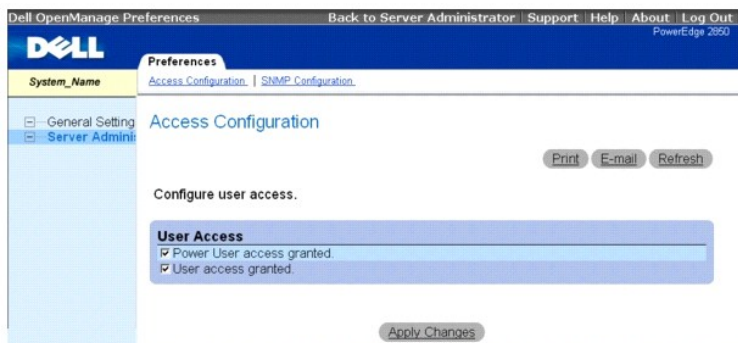 Dell OpenManage Preferences Back to Server Administrator | Support | Help | About | Log Out
PowerEdge 2850
DELL
Preferences
System_Name
Access Configuration | SNMP Configuration
General Setting
Server Adminis
Access Configuration
Print E-mail Refresh
Configure user access.
User Access
Power User access granted.
User access granted.
Apply Changes